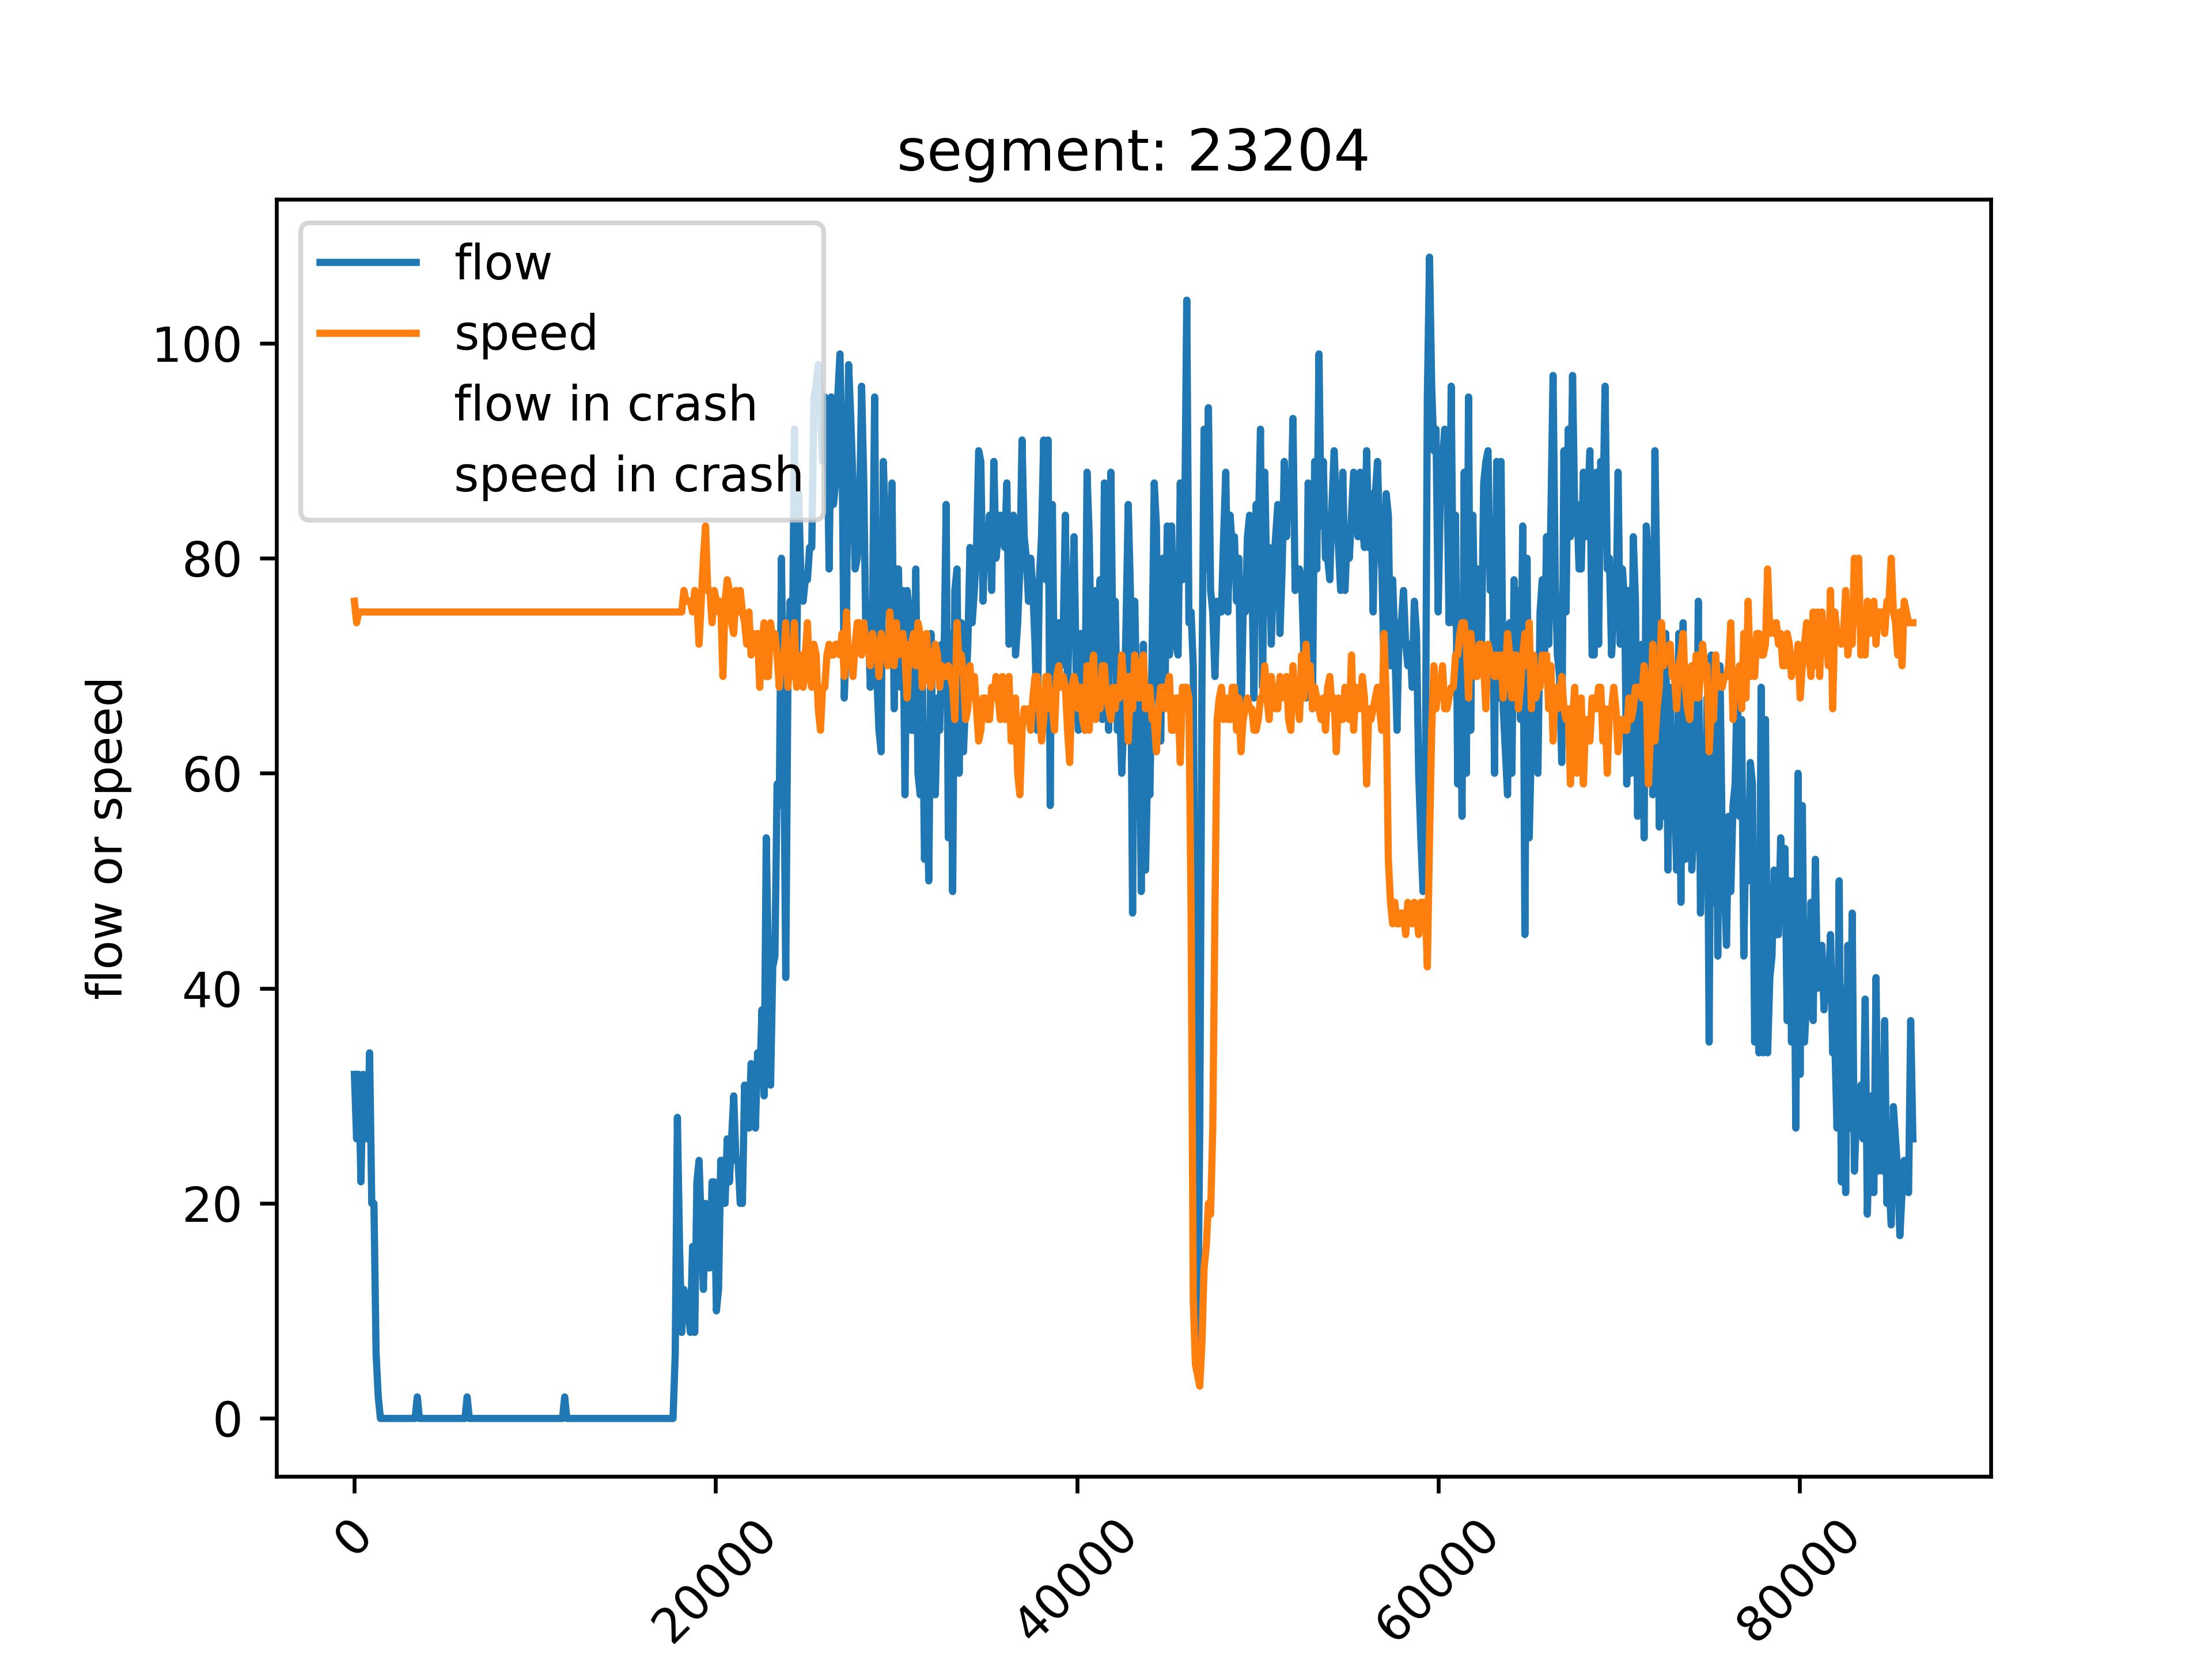 segment: 23204
flow
speed
flow in crash
speed in crash
flow or speed
100
80
60
40
20
0
0
20000
40000
60000
80000